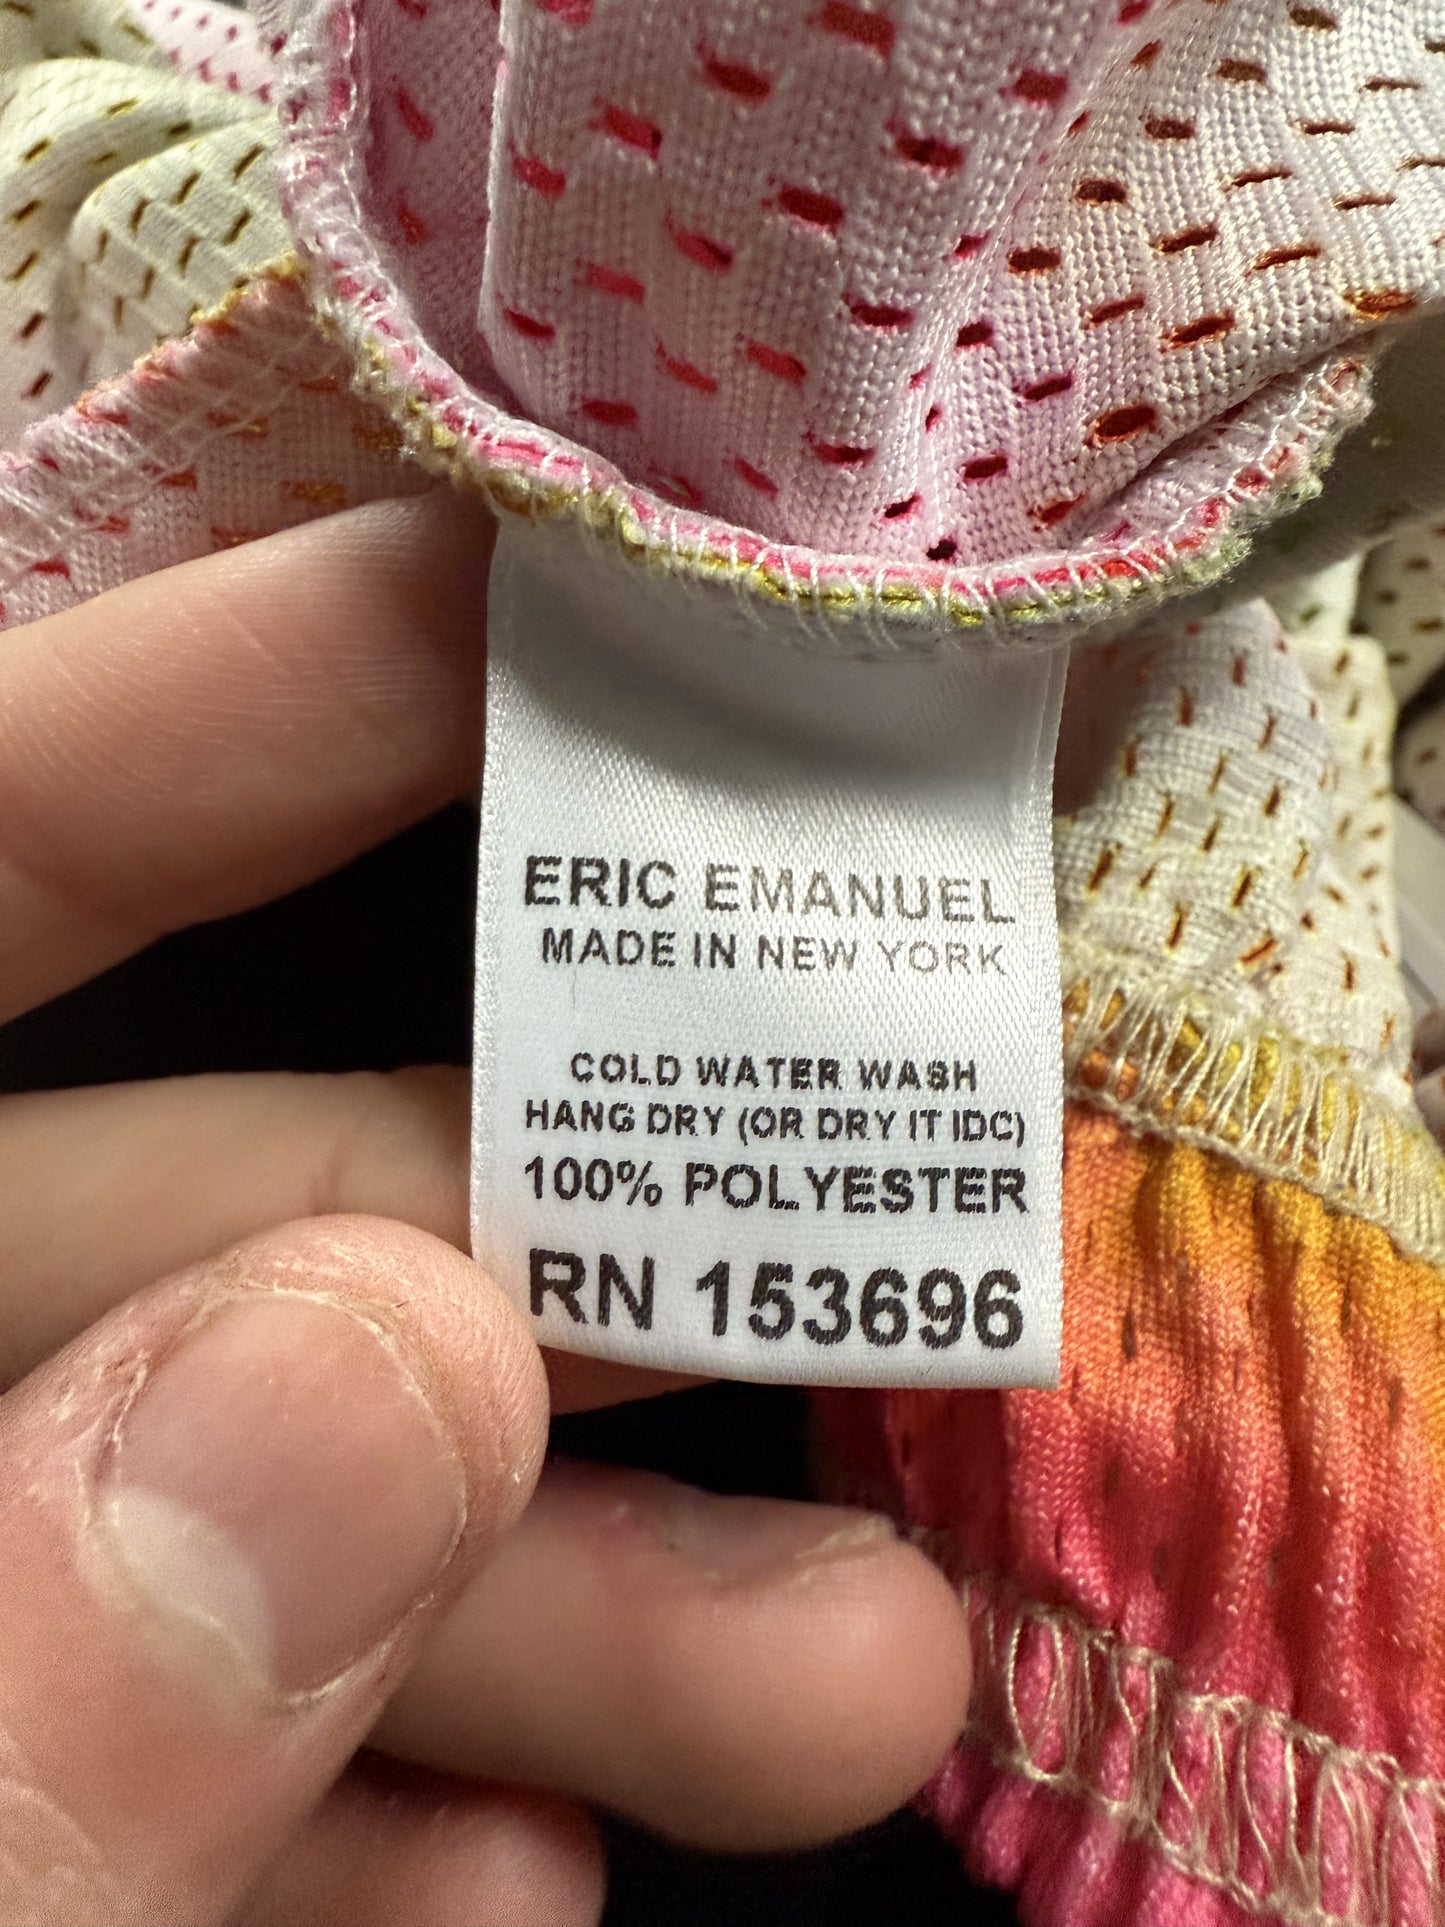 ERIC EMANUEL
MADE IN NEW YORK
COLD WATER WASH
HANG DRY (OR DRY IT IDC)
100% POLYESTER
RN 153696